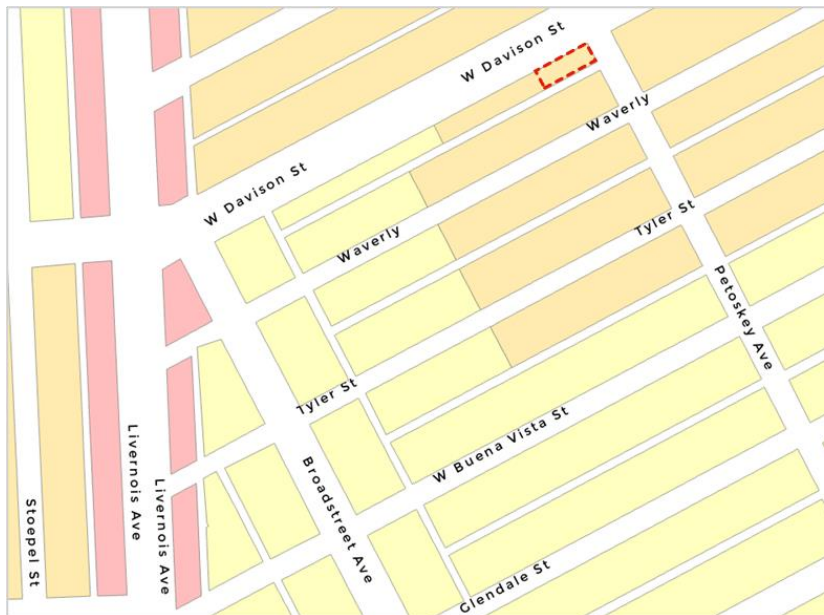 W Davison St
Waverly
W Davison St
Waverly
Tyler St
Petoskey Ave
Tyler St
W Buena Vista St
Livernois Ave
Livernois Ave
Broadstreet Ave
Stoepel St
Glendale St